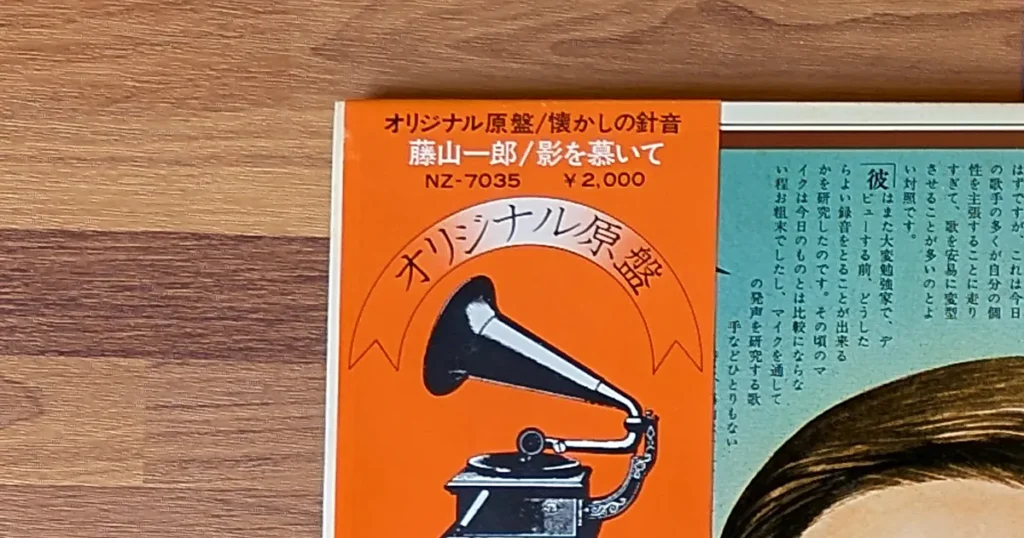 オリジナル原盤/懐かしの針音
藤山一郎/影を慕いて
NZ-7035 ¥2,000
オリジナル原盤
はずですが、これは今日
の歌手の多くが自分の個
性を主張することに走り
すぎて、歌を安易に変型
させることが多いのとよ
い対照です。
「彼はまた大変勉強家で、デ
ビューする前、どうした
らよい録音をとることが出来る
かを研究したのです。その頃のマ
イクは今日のものとは比較にならな
い程お粗末でしたし、マイクを通して
の発声を研究する歌
手などひとりもない